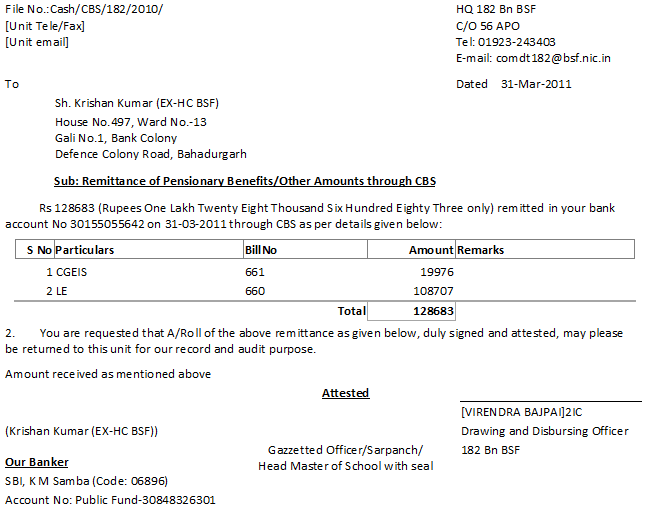 File No.:Cash/CBS/182/2010/
[Unit Tele/Fax]
[Unit email]
HQ 182 Bn BSF
C/O 56 APO
Tel: 01923-243403
E-mail: comdt182@bsf.nic.in
To
Dated 31-Mar-2011
Sh. Krishan Kumar (EX-HC BSF)
House No.497, Ward No.-13
Gali No.1, Bank Colony
Defence Colony Road, Bahadurgarh
Sub: Remittance of Pensionary Benefits/Other Amounts through CBS
Rs 128683 (Rupees One Lakh Twenty Eight Thousand Six Hundred Eighty Three only) remitted in your bank
account No 30155055642 on 31-03-2011 through CBS as per details given below:
S No Particulars Bill No Amount Remarks
1 CGEIS 661 19976
2 LE 660 108707
Total 128683
2. You are requested that A/Roll of the above remittance as given below, duly signed and attested, may please
be returned to this unit for our record and audit purpose.
Amount received as mentioned above
Attested
[VIRENDRA BAJPAI]2IC
(Krishan Kumar (EX-HC BSF))
Drawing and Disbursing Officer
Gazzetted Officer/Sarpanch/
182 Bn BSF
Our Banker
Head Master of School with seal
SBI, K M Samba (Code: 06896)
Account No: Public Fund-30848326301